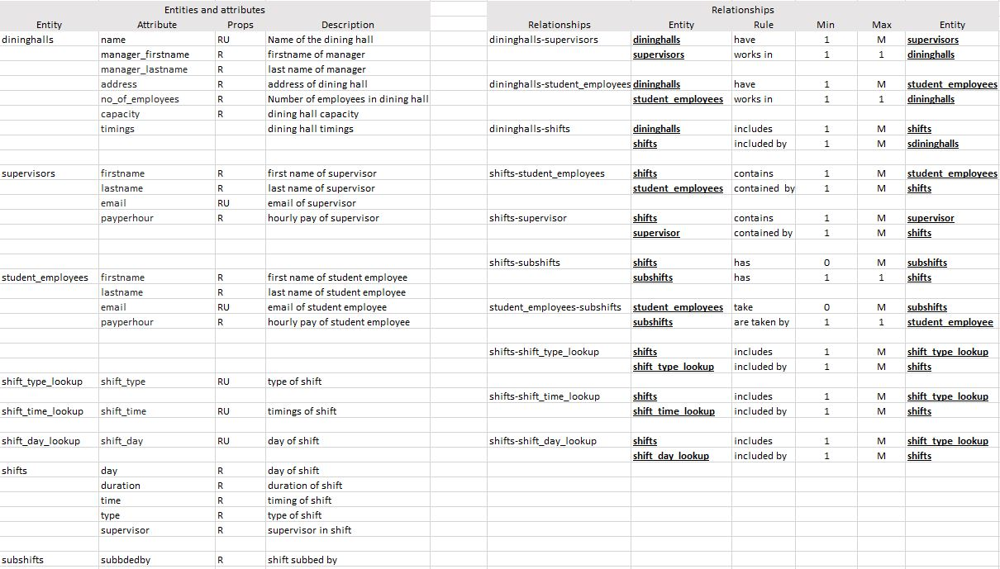 Entities and attributes Relationships
Entity Attribute Props Description Relationships Entity Rule Min Max Entity
dininghalls name RU Name of the dining hall dininghalls-supervisors dininghalls have 1 M supervisors
manager_firstname R firstname of manager supervisors works in 1 1 dininghalls
manager_lastname R last name of manager
address R address of dining hall dininghalls-student_employees dininghalls have 1 M student_employees
no_of_employees R Number of employees in dining hall student_employees works in 1 1 dininghalls
capacity R dining hall capacity
timings dining hall timings dininghalls-shifts dininghalls includes 1 M shifts
shifts included by 1 M sdininghalls
supervisors firstname R first name of supervisor shifts-student_employees shifts contains 1 M student_employees
lastname R last name of supervisor student_employees contained by 1 M shifts
email RU email of supervisor
payperhour R hourly pay of supervisor shifts-supervisor shifts contains 1 M supervisor
supervisor contained by 1 M shifts
shifts-subshifts shifts has 0 M subshifts
student_employees firstname R first name of student employee subshifts has 1 1 shifts
lastname R last name of student employee
email RU email of student employee student_employees-subshifts student_employees take 0 M subshifts
payperhour R hourly pay of student employee subshifts are taken by 1 1 student_employee
shifts-shift_type_lookup shifts includes 1 M shift_type_lookup
shift_type_lookup included by 1 M shifts
shift_type_lookup shift_type RU type of shift
shifts-shift_time_lookup shifts includes 1 M shift_type_lookup
shift_time_lookup shift_time RU timings of shift shift_time_lookup included by 1 M shifts
shift_day_lookup shift_day RU day of shift shifts-shift_day_lookup shifts includes 1 M shift_type_lookup
shift_day_lookup included by 1 M shifts
shifts day R day of shift
duration R duration of shift
time R timing of shift
type R type of shift
supervisor R supervisor in shift
subshifts subbdedby R shift subbed by